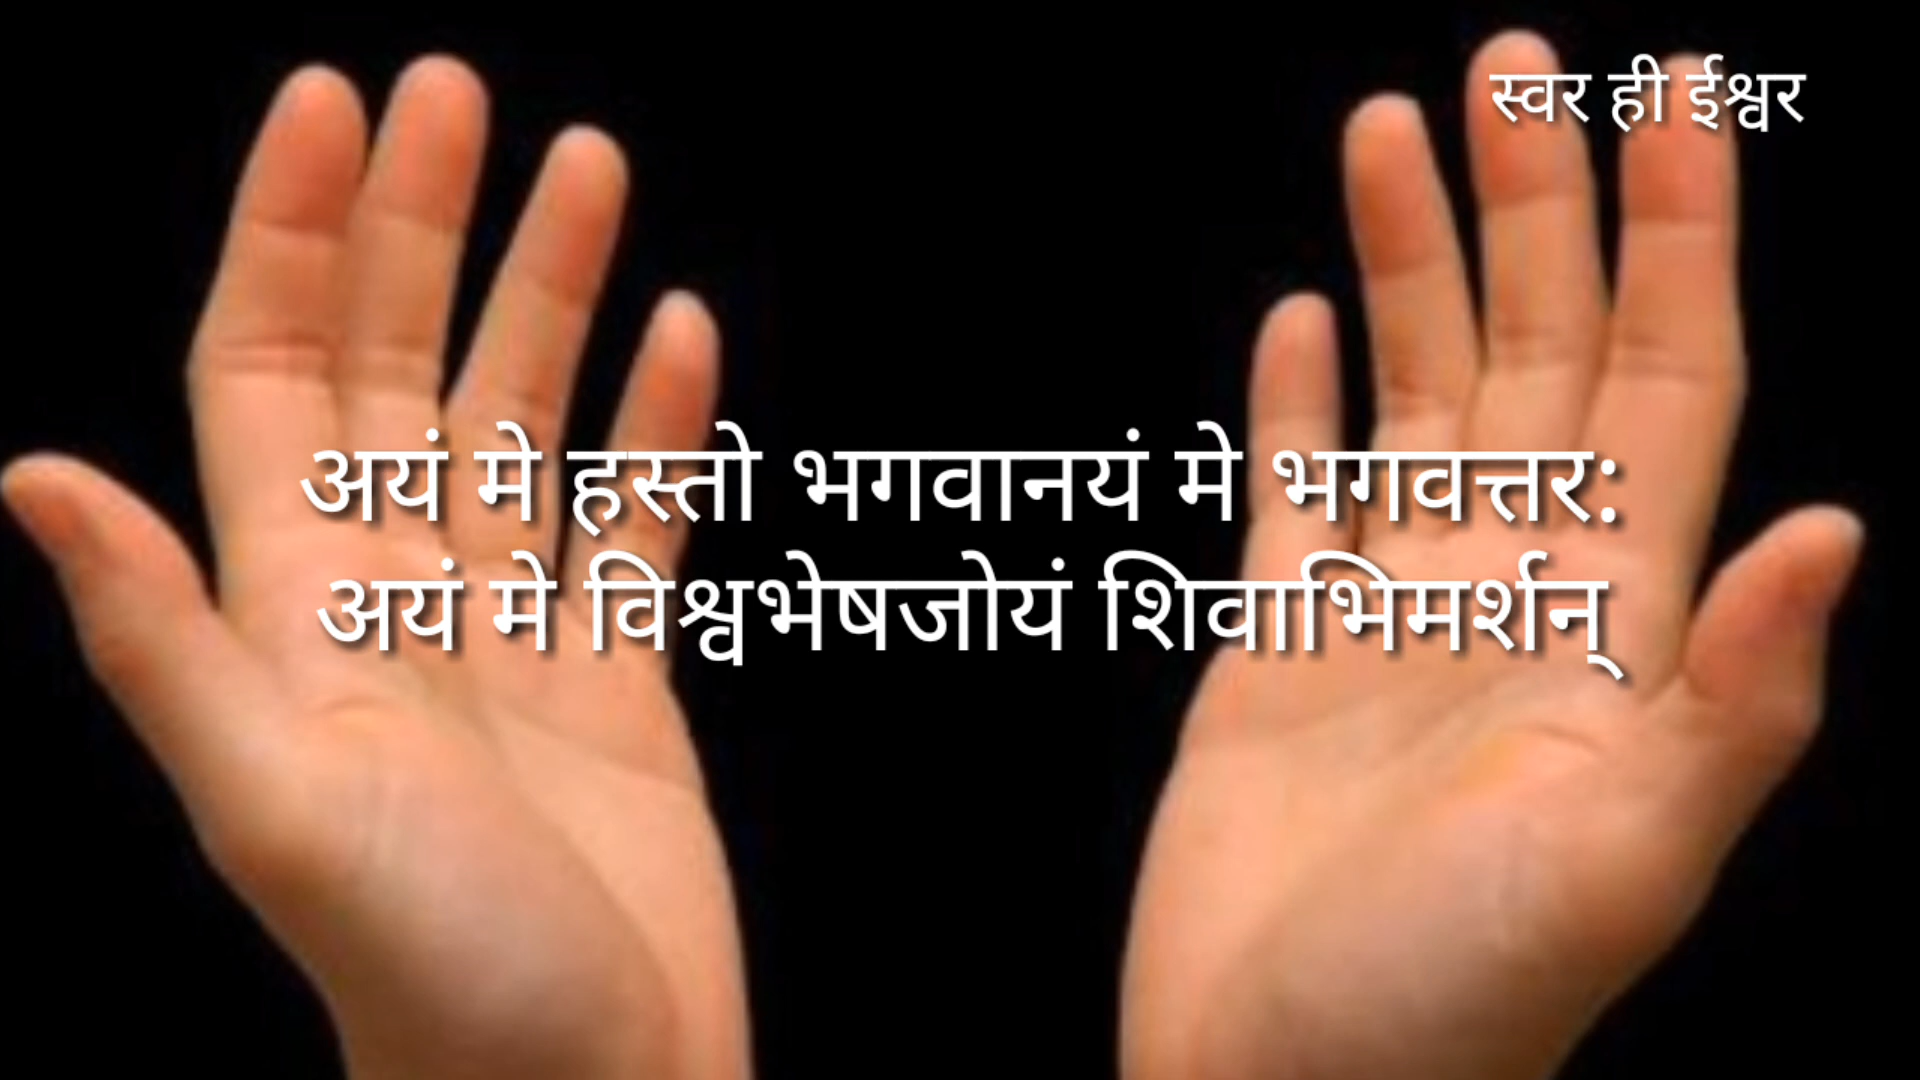 स्वर ही ईश्वर
अयं मे हस्तो भगवानयं मे भगवत्तर:
अयं मे विश्वभेषजोयं शिवाभिमर्शन्